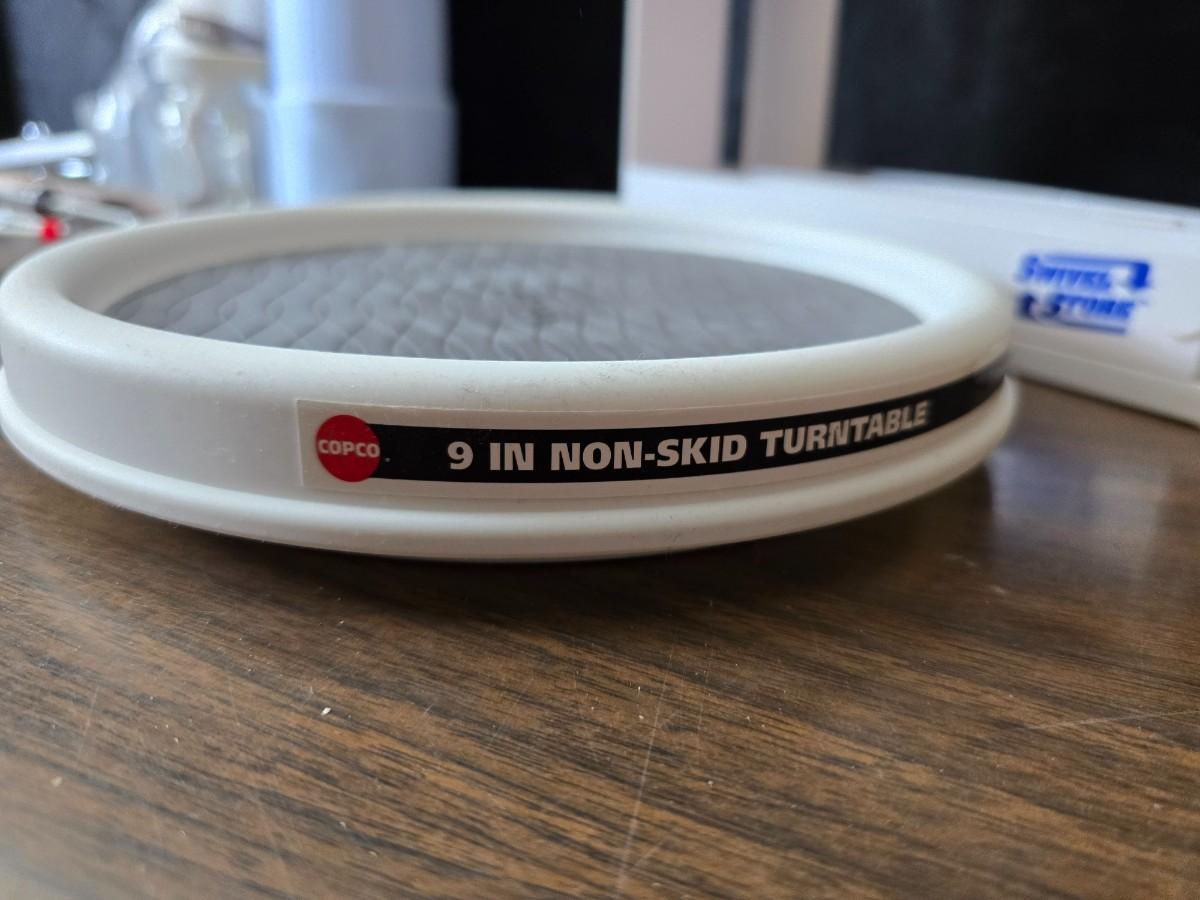 COPCO
9 IN NON-SKID TURNTABLE
SWIVEL
STORE